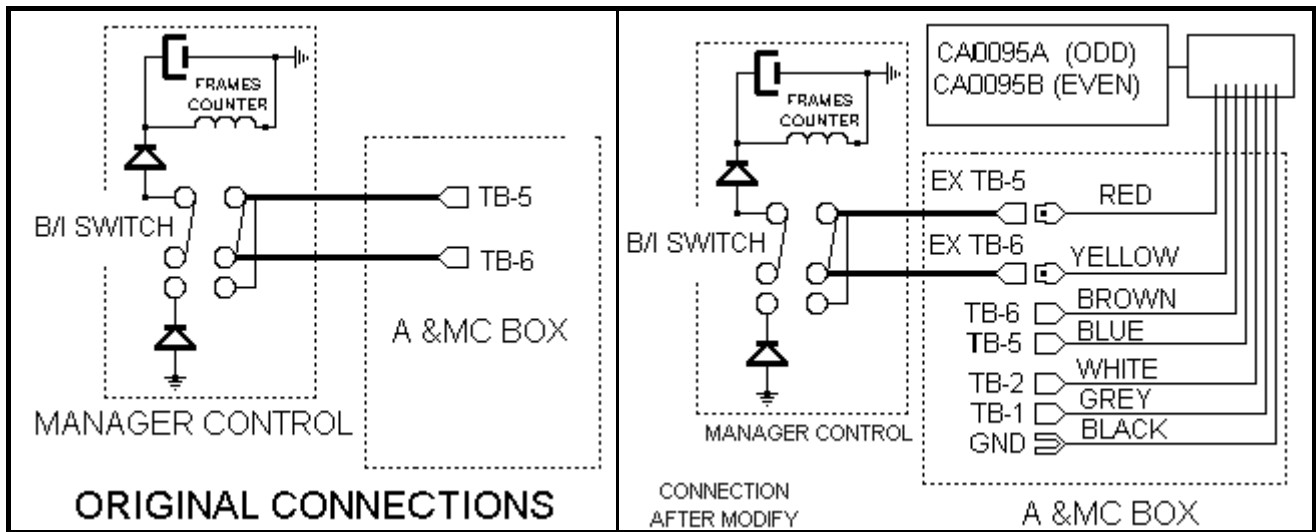 FRAMES
COUNTER
B/I SWITCH
TB-5
TB-6
A &MC BOX
MANAGER CONTROL
ORIGINAL CONNECTIONS
CA0095A (ODD)
CA0095B (EVEN)
FRAMES
COUNTER
B/I SWITCH
EX TB-5
RED
EX TB-6
YELLOW
TB-6
BROWN
TB-5
BLUE
TB-2
WHITE
TB-1
GREY
GND
BLACK
MANAGER CONTROL
CONNECTION
AFTER MODIFY
A &MC BOX